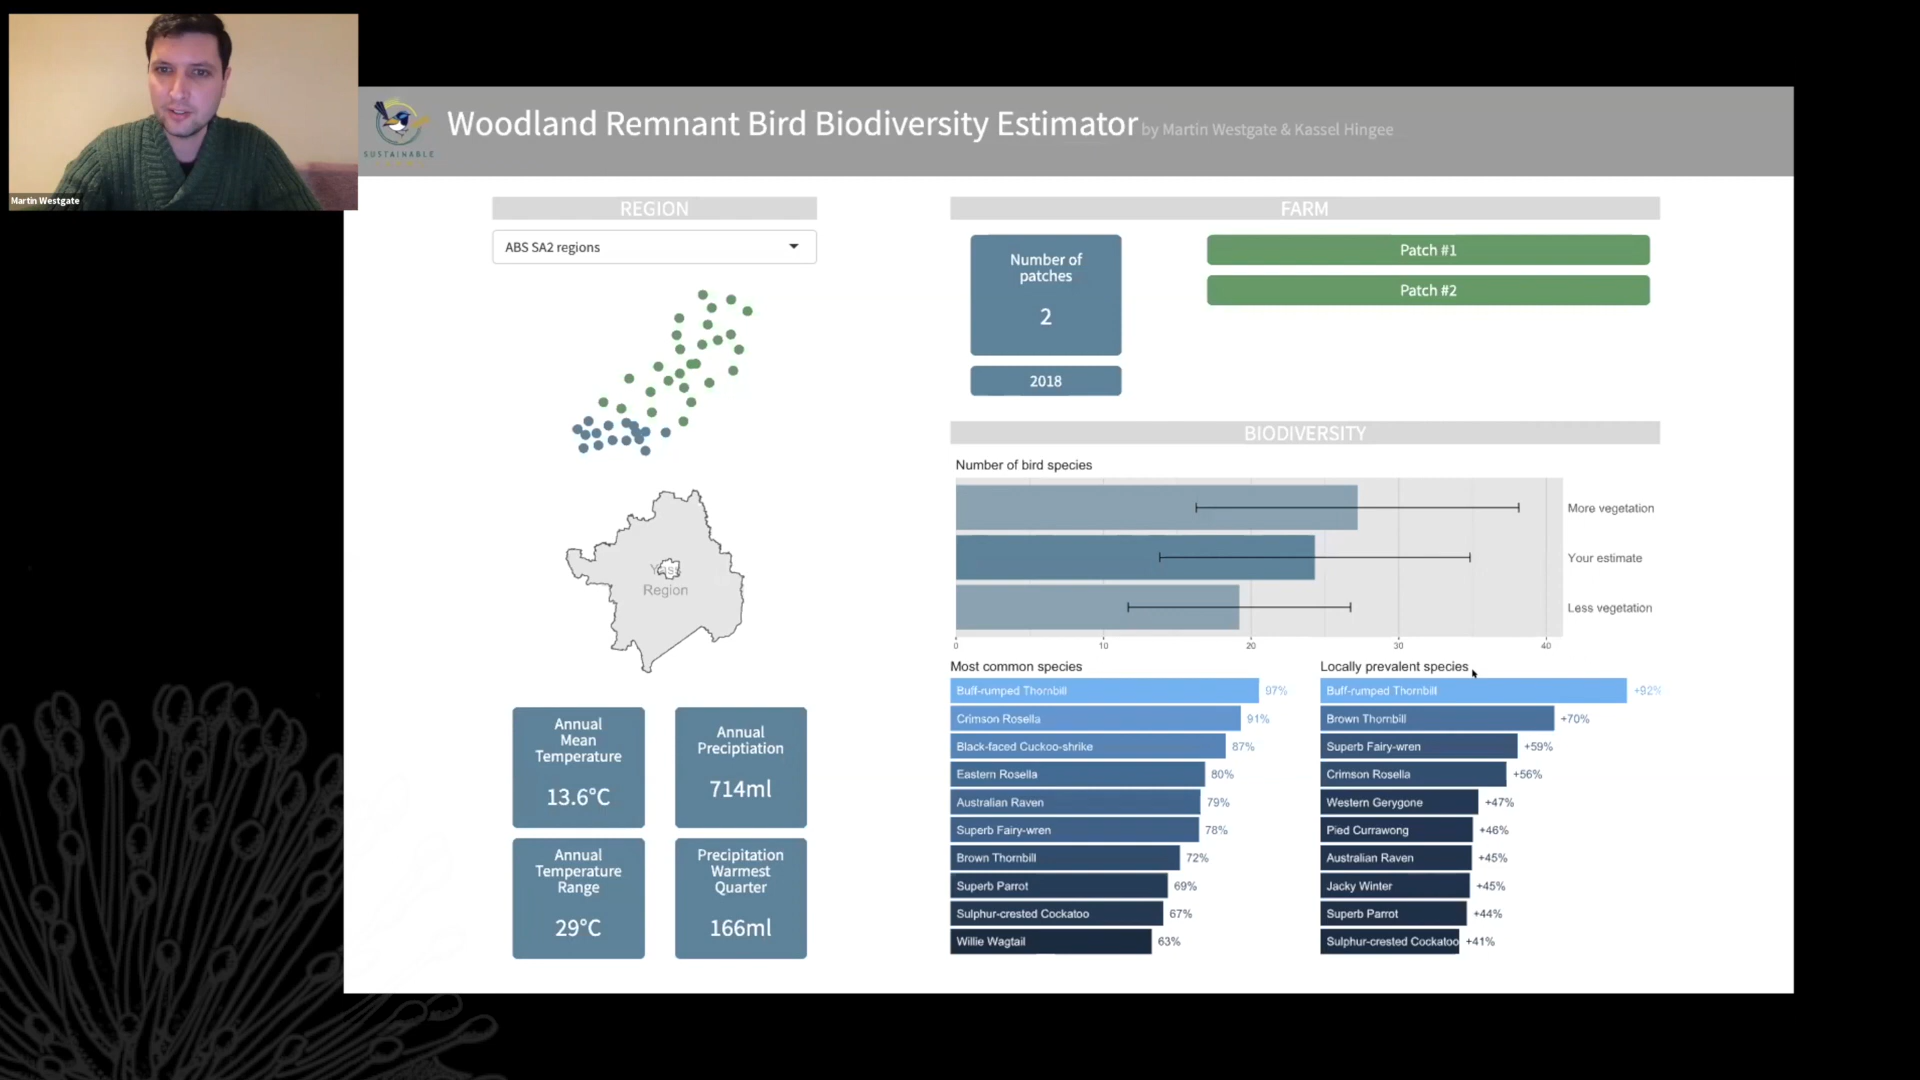 Martin Westgate
SUSTAINABLE
Woodland Remnant Bird Biodiversity Estimator by Martin Westgate & Kassel Hingee
REGION
ABS SA2 regions
Yass
Region
Annual
Mean
Temperature
13.6°C
Annual
Preciptiation
714ml
Annual
Temperature
Range
29°C
Precipitation
Warmest
Quarter
166ml
FARM
Number of
patches
2
2018
Patch #1
Patch #2
BIODIVERSITY
Number of bird species
More vegetation
Your estimate
Less vegetation
0 10 20 30 40
Most common species
Buff-rumped Thornbill 97%
Crimson Rosella 91%
Black-faced Cuckoo-shrike 87%
Eastern Rosella 80%
Australian Raven 79%
Superb Fairy-wren 78%
Brown Thornbill 72%
Superb Parrot 69%
Sulphur-crested Cockatoo 67%
Willie Wagtail 63%
Locally prevalent species
Buff-rumped Thornbill +92%
Brown Thornbill +70%
Superb Fairy-wren +59%
Crimson Rosella +56%
Western Gerygone +47%
Pied Currawong +46%
Australian Raven +45%
Jacky Winter +45%
Superb Parrot +44%
Sulphur-crested Cockatoo +41%